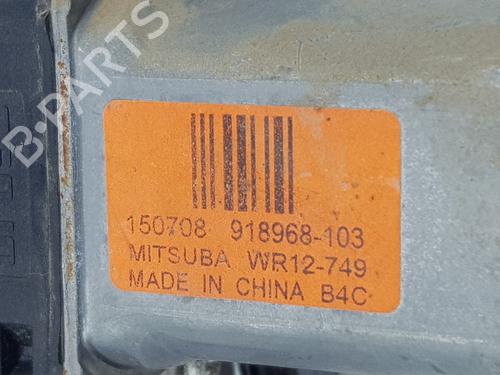 B-PARTS
150708 918968-103
MITSUBA WR12-749
MADE IN CHINA B4C